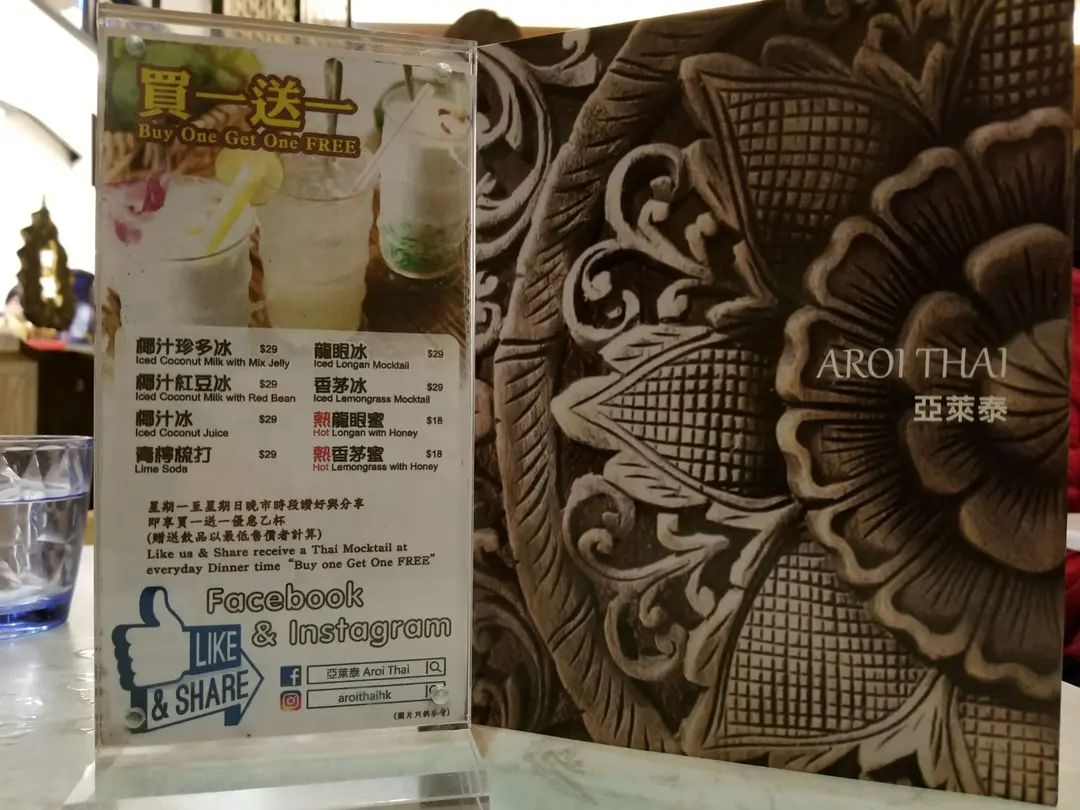 買一送一
Buy One Get One FREE
椰汁珍多冰 $29
Iced Coconut Milk with Mix Jelly
椰汁紅豆冰 $29
Iced Coconut Milk with Red Bean
椰汁冰 $29
Iced Coconut Juice
青檸梳打 $29
Lime Soda
龍眼冰 $29
Iced Longan Mocktail
香茅冰 $29
Iced Lemongrass Mocktail
熱龍眼蜜 $18
Hot Longan with Honey
熱香茅蜜 $18
Hot Lemongrass with Honey
星期一至星期日晚市時段讚好與分享
即享買一送一優惠乙杯
(贈送飲品以最低售價者計算)
Like us & Share receive a Thai Mocktail at
everyday Dinner time “Buy one Get One FREE”
Facebook
& Instagram
LIKE
& SHARE
亞萊泰 Aroi Thai
aroithaihk
(圖片只供參考)
AROI THAI
亞萊泰